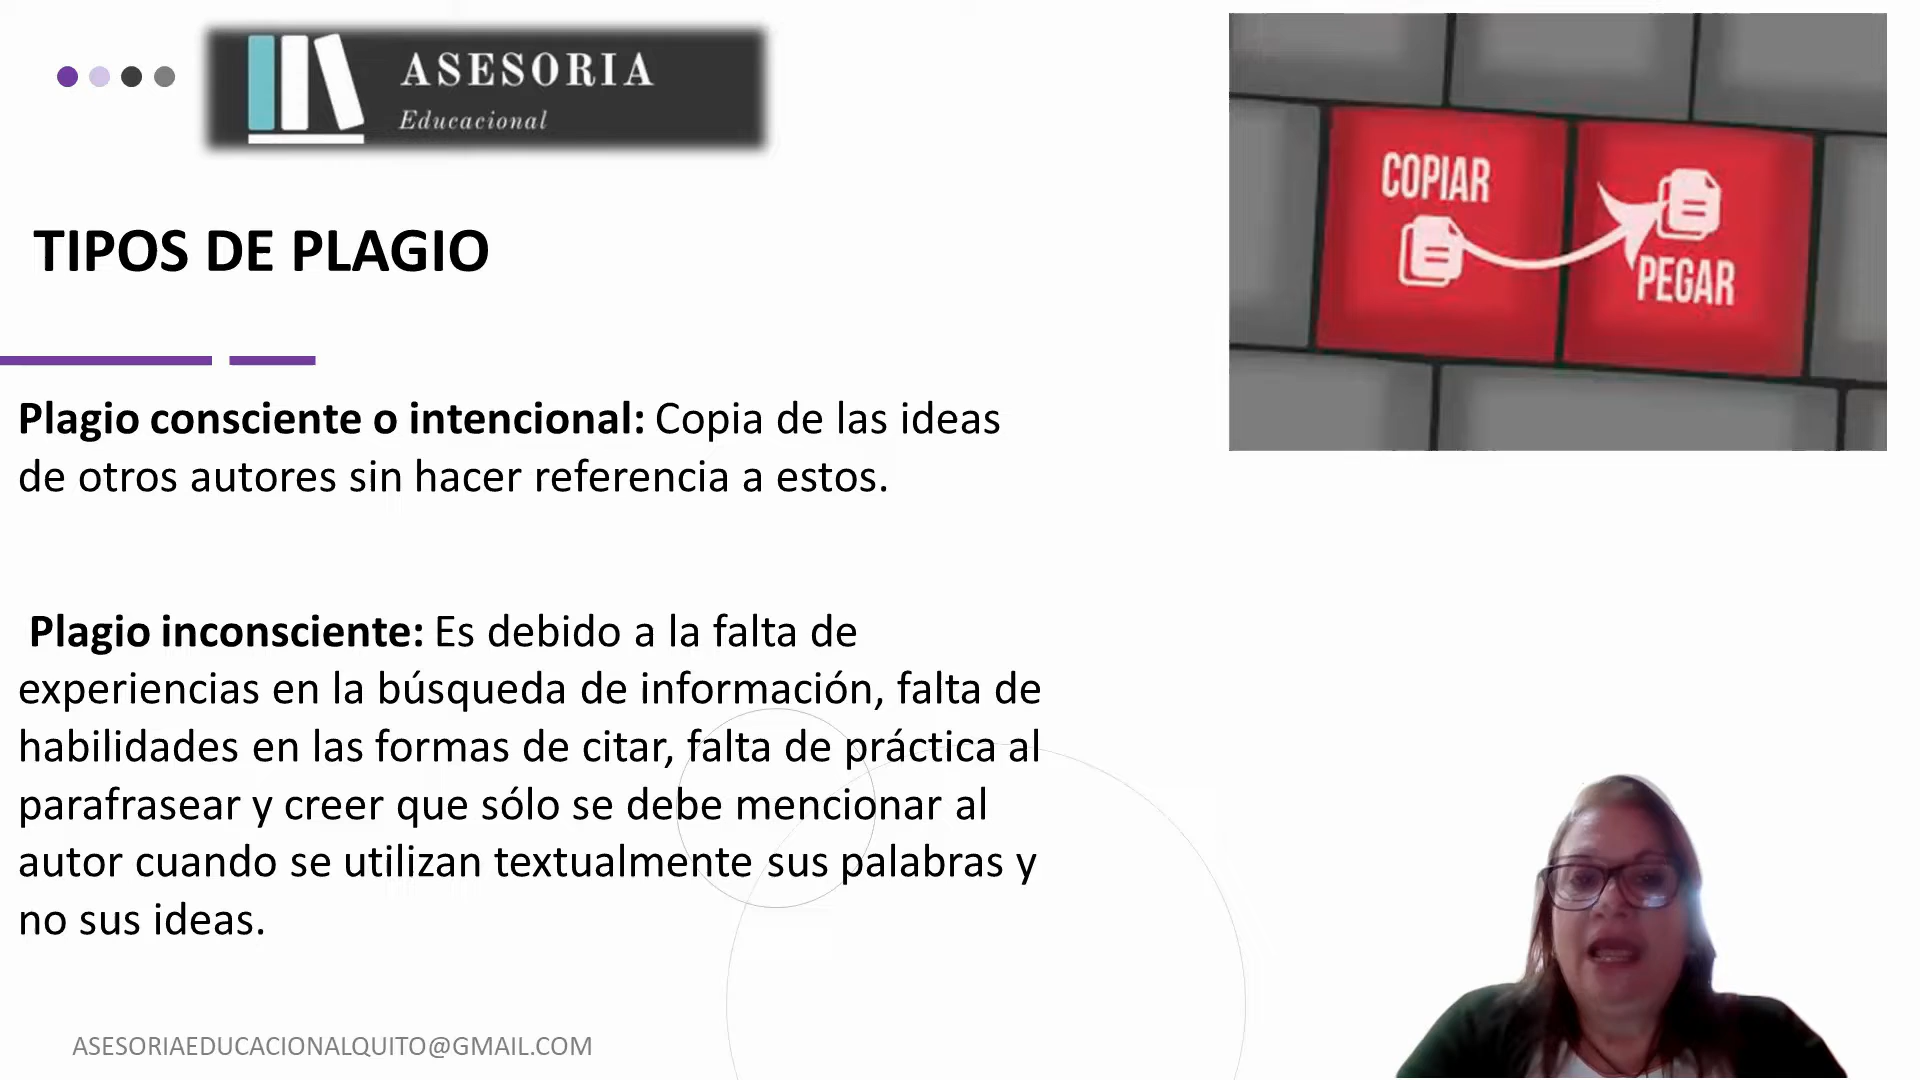 ASESORIA
Educacional
COPIAR
PEGAR
TIPOS DE PLAGIO
Plagio consciente o intencional: Copia de las ideas
de otros autores sin hacer referencia a estos.
Plagio inconsciente: Es debido a la falta de
experiencias en la búsqueda de información, falta de
habilidades en las formas de citar, falta de práctica al
parafrasear y creer que sólo se debe mencionar al
autor cuando se utilizan textualmente sus palabras y
no sus ideas.
ASESORIAEDUCACIONALQUITO@GMAIL.COM